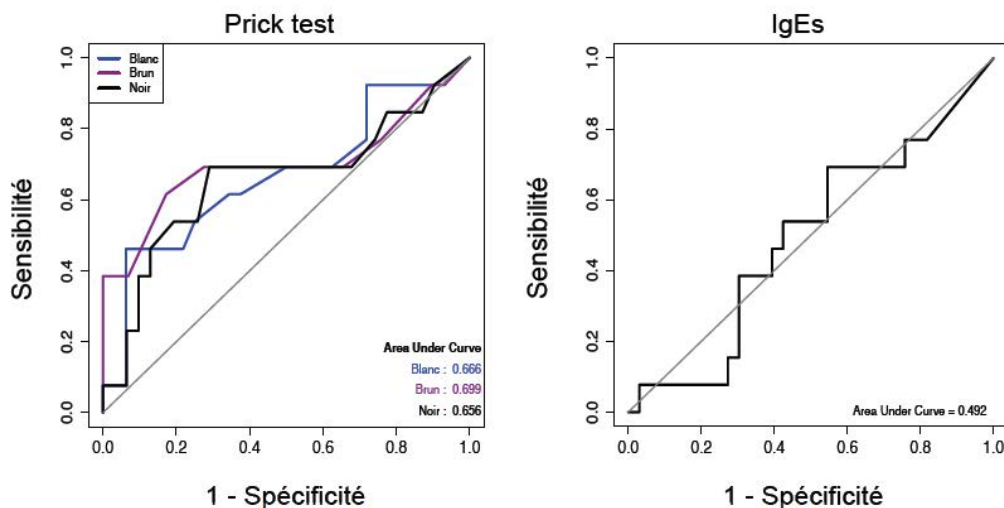 Prick test
Blanc
Brun
Noir
Sensibilité
1.0
0.8
0.6
0.4
0.2
0.0
Area Under Curve
Blanc : 0.666
Brun : 0.699
Noir : 0.656
0.0 0.2 0.4 0.6 0.8 1.0
1 - Spécificité
IgEs
Sensibilité
1.0
0.8
0.6
0.4
0.2
0.0
Area Under Curve = 0.492
0.0 0.2 0.4 0.6 0.8 1.0
1 - Spécificité